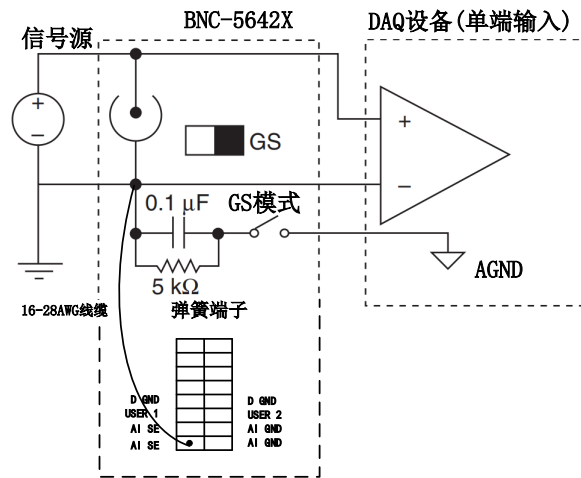 BNC-5642X
DAQ设备(单端输入)
信号源
+
−
+
−
GS
0.1 μF
GS模式
5 kΩ
AGND
16-28AWG线缆
弹簧端子
D GND
USER 1
AI SE
AI SE
D GND
USER 2
AI GND
AI GND